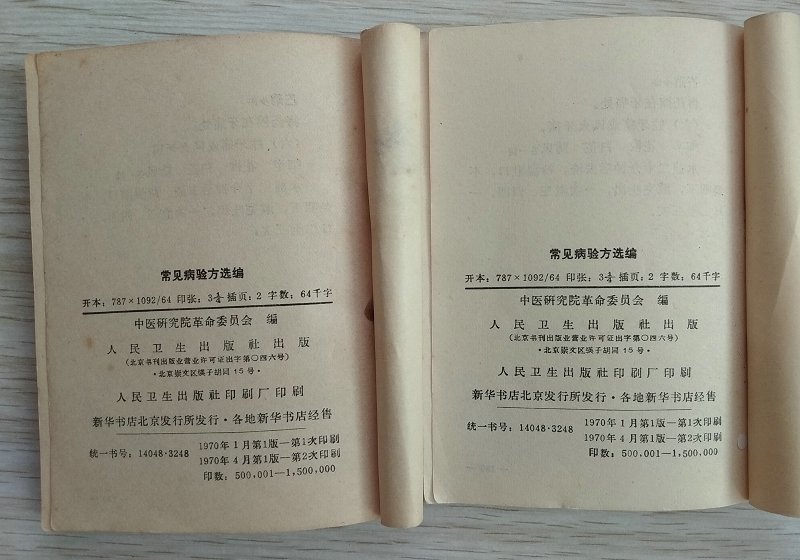 常见病验方选编
开本：787×1092/64 印张：3 插页：2 字数：64千字
中医研究院革命委员会 编
人民卫生出版社出版
（北京书刊出版业营业许可证出字第〇四六号）
·北京崇文区 子胡同15号·
人民卫生出版社印刷厂印刷
新华书店北京发行所发行·各地新华书店经售
统一书号：14048·3248
1970年1月第1版—第1次印刷
1970年4月第1版—第2次印刷
印数：500,001—1,500,000
常见病验方选编
开本：787×1092/64 印张：3 插页：2 字数：64千字
中医研究院革命委员会 编
人民卫生出版社出版
（北京书刊出版业营业许可证出字第〇四六号）
·北京崇文区 子胡同15号·
人民卫生出版社印刷厂印刷
新华书店北京发行所发行·各地新华书店经售
统一书号：14048·3248
1970年1月第1版—第1次印刷
1970年4月第1版—第2次印刷
印数：500,001—1,500,000